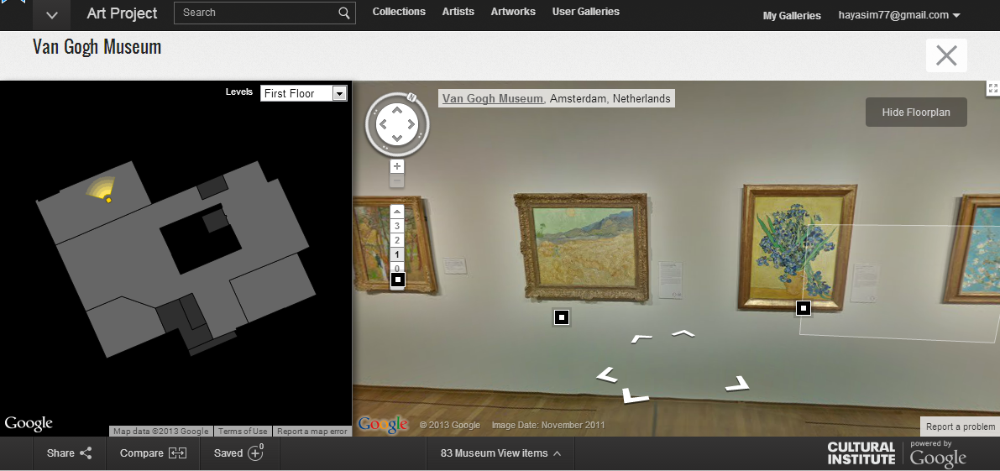 Art Project
Search
Collections Artists Artworks User Galleries
My Galleries hayasim77@gmail.com
Van Gogh Museum
Levels First Floor
N
Van Gogh Museum, Amsterdam, Netherlands
Hide Floorplan
3
2
1
0
Google
Map data ©2013 Google Terms of Use Report a map error
Google © 2013 Google Image Date: November 2011
Report a problem
Share Compare Saved 0
83 Museum View items
CULTURAL INSTITUTE
powered by Google